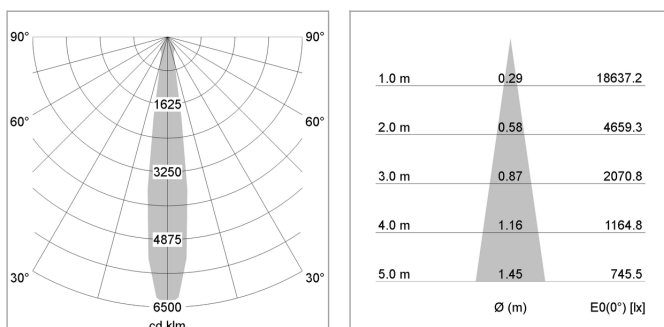 90° 90°
1625
60° 60°
3250
4875
30° 30°
6500
cd klm
1.0 m 0.29 18637.2
2.0 m 0.58 4659.3
3.0 m 0.87 2070.8
4.0 m 1.16 1164.8
5.0 m 1.45 745.5
Ø (m) E0(0°) [lx]